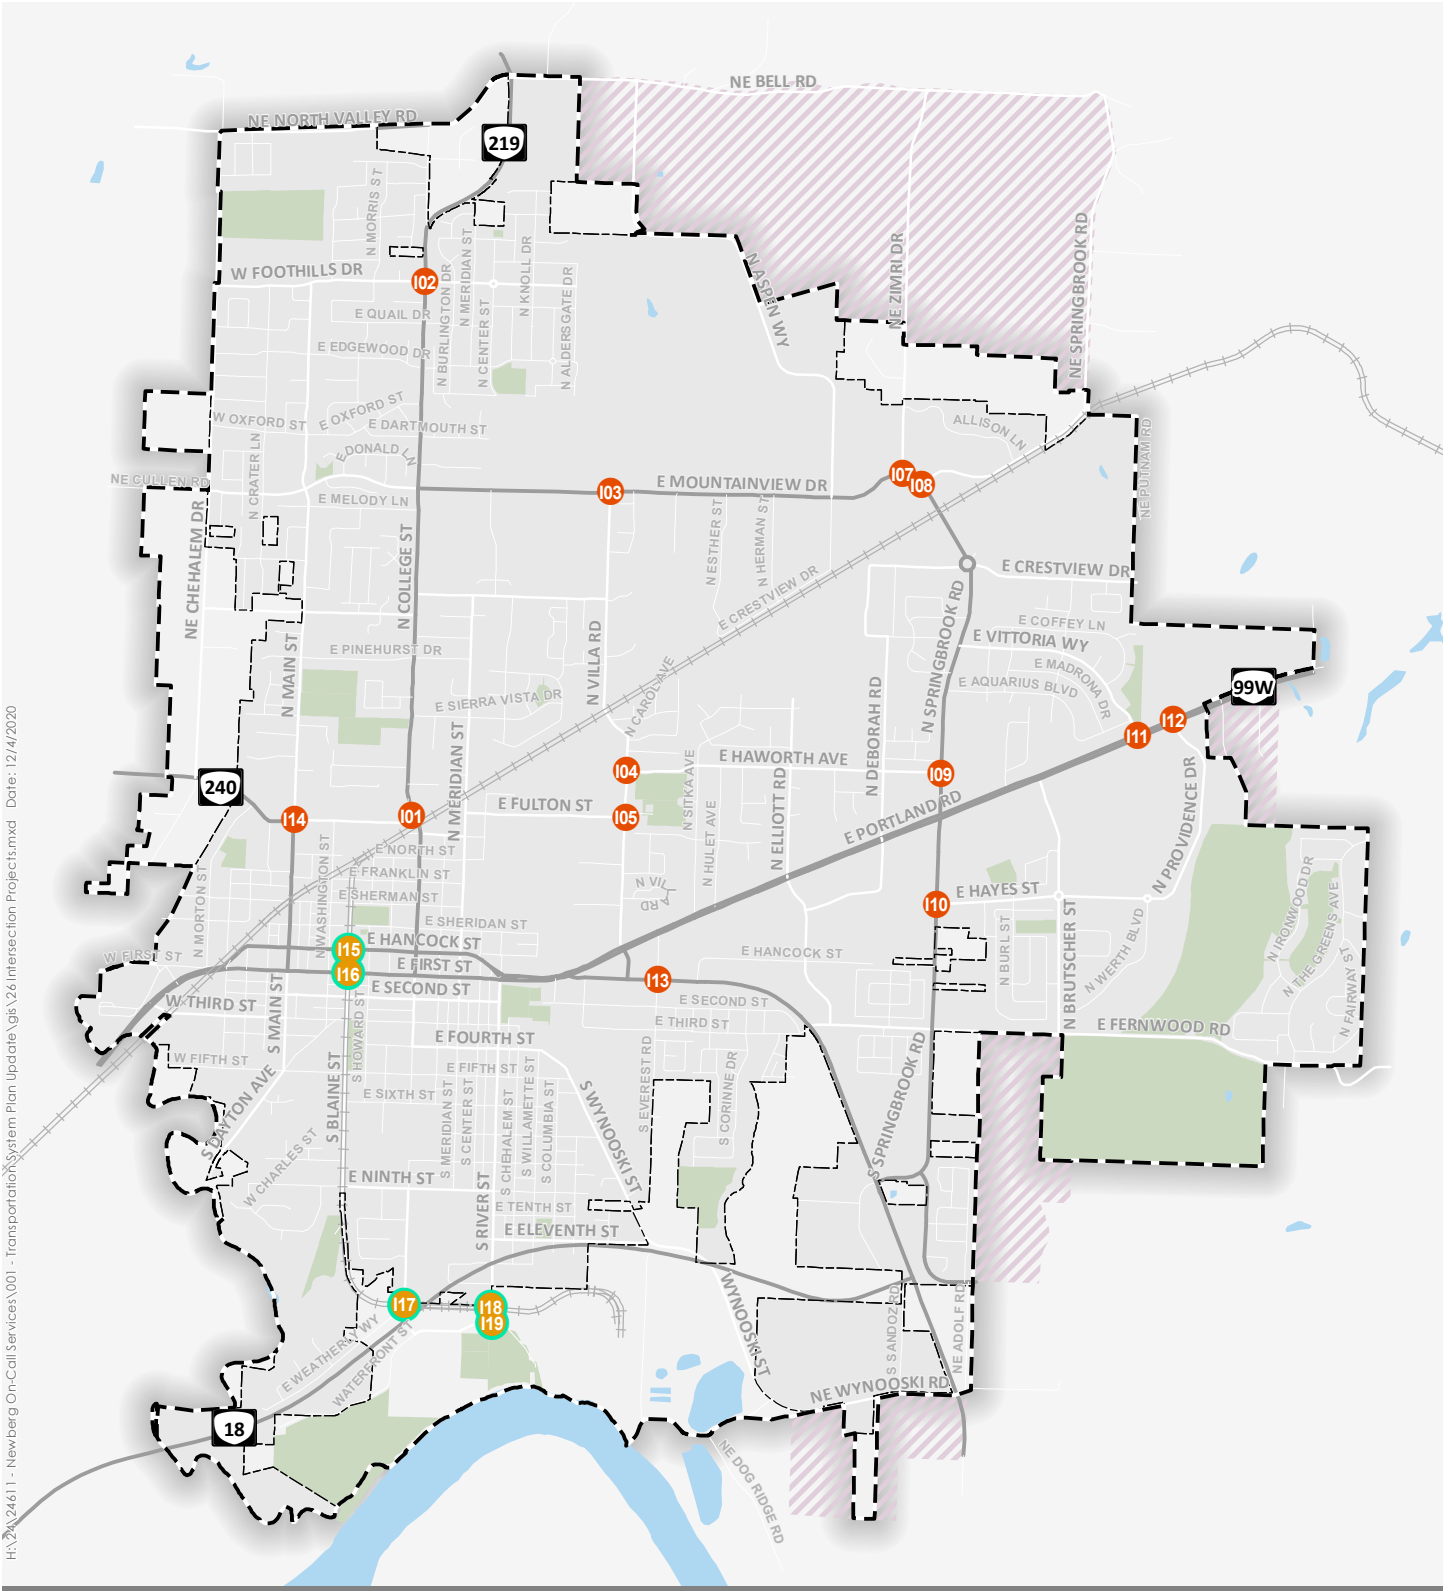 NE BELL RD
NE NORTH VALLEY RD
219
N MORRIS ST
W FOOTHILLS DR
I02
N BURLINGTON DR
N MERIDIAN ST
N CENTER ST
N KNOLL DR
N ALDERSGATE DR
N ASPEN WY
NE ZIMRI DR
NE SPRINGBROOK RD
E QUAIL DR
E EDGEWOOD DR
W OXFORD ST
E OXFORD ST
E DARTMOUTH ST
E DONALD LN
ALLISON LN
NE CULLEN RD
N CRATER LN
E MELODY LN
I03
E MOUNTAINVIEW DR
I07
I08
NE PUTNAM RD
NE CHEHALEM DR
N COLLEGE ST
N ESTHER ST
N HERMAN ST
E CRESTVIEW DR
E CRESTVIEW DR
N SPRINGBROOK RD
E COFFEY LN
E VITTORIA WY
E MADRONA DR
E AQUARIUS BLVD
N MAIN ST
E PINEHURST DR
N VILLA RD
N CAROL AVE
E SIERRA VISTA DR
N MERIDIAN ST
N DEBORAH RD
99W
I12
I11
240
I04
E HAWORTH AVE
I09
N SITKA AVE
N ELLIOTT RD
N PROVIDENCE DR
E FULTON ST
I14
I01
I05
E PORTLAND RD
N HULET AVE
N WASHINGTON ST
E NORTH ST
E FRANKLIN ST
N MORTON ST
E SHERMAN ST
N VILLARD
E HAYES ST
I10
E SHERIDAN ST
N IRONWOOD DR
N THE GREENS AVE
N FAIRWAY ST
N BURL ST
N BRUTSCHER ST
N WERTH BLVD
W FIRST ST
I15
E HANCOCK ST
E HANCOCK ST
I16
E FIRST ST
I13
E SECOND ST
E SECOND ST
W THIRD ST
E THIRD ST
E FERNWOOD RD
S MAIN ST
S HOWARD ST
E FOURTH ST
W FIFTH ST
E FIFTH ST
S DAYTON AVE
S BLAINE ST
E SIXTH ST
S MERIDIAN ST
S CENTER ST
S CHEHALEM ST
S WILLAMETTE ST
S COLUMBIA ST
S WYNOOSKI ST
S EVEREST RD
S CORINNE DR
S SPRINGBROOK RD
W CHARLES ST
E NINTH ST
S RIVER ST
E TENTH ST
E ELEVENTH ST
I17
I18
I19
WYNOOSKI ST
S SANDOZ RD
NE ADOLF RD
E WEATHERLY WY
WATERFRONT ST
NE WYNOOSKI RD
18
NE DOG RIDGE RD
H:\24\24611 - Newberg On-Call Services\001 - Transportation System Plan Update\gis\26 Intersection Projects.mxd Date: 12/4/2020